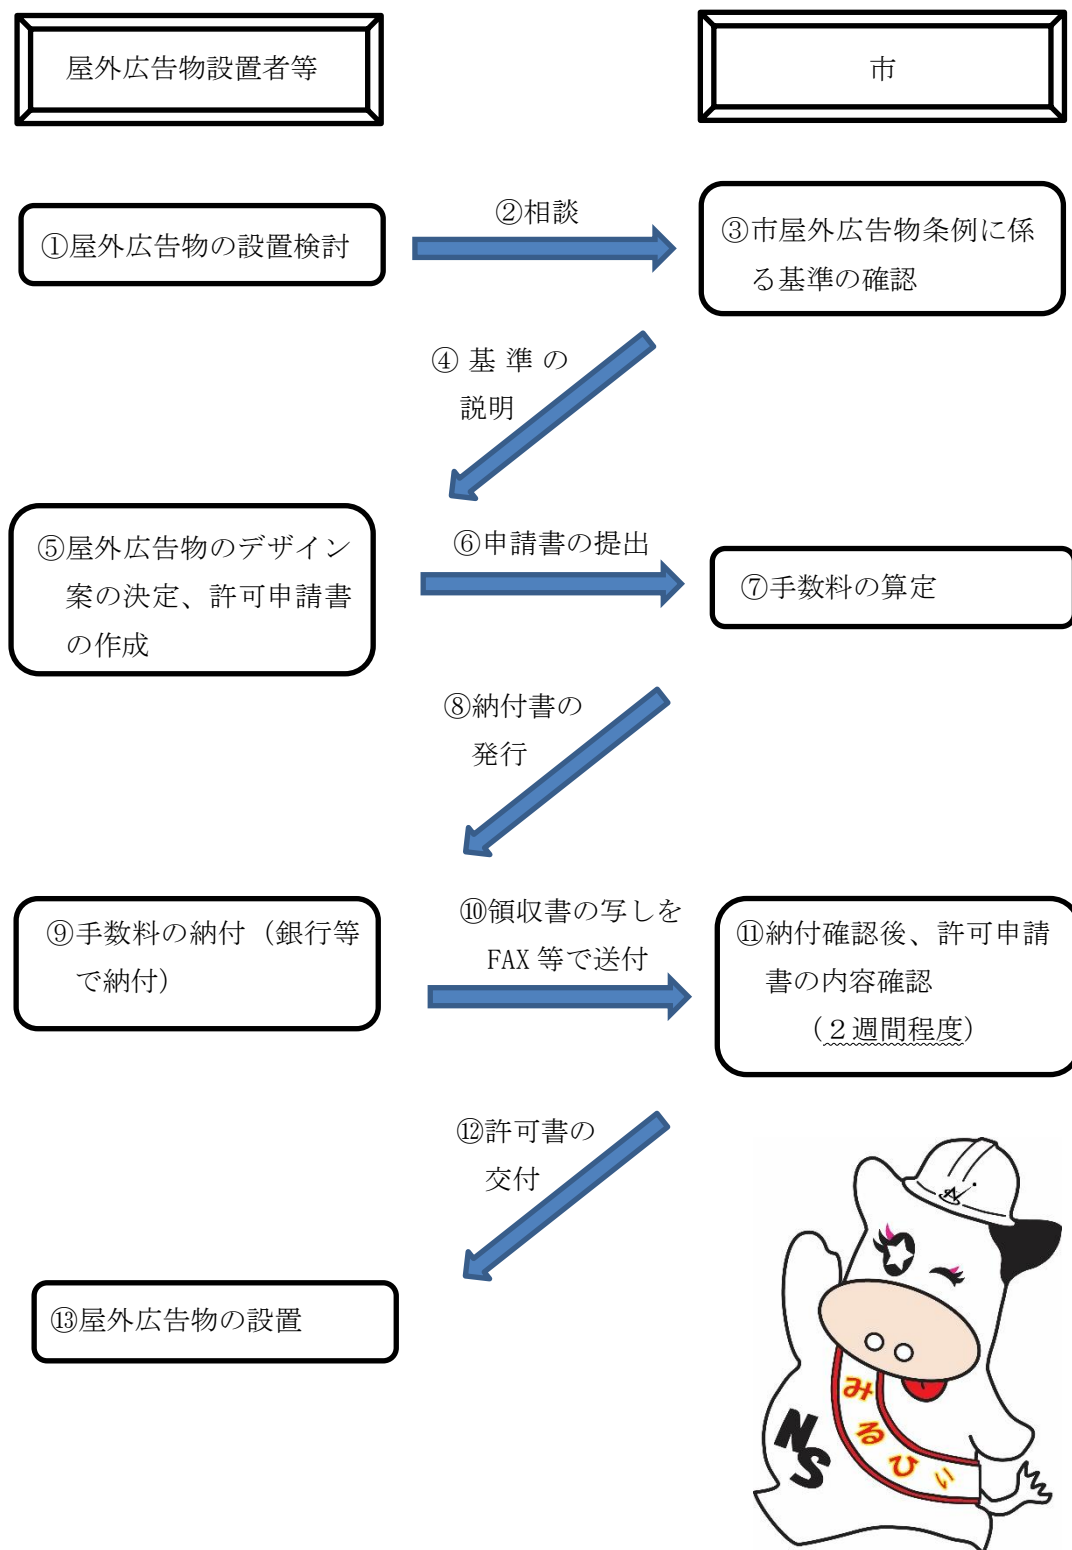 屋外広告物設置者等
市
①屋外広告物の設置検討
②相談
③市屋外広告物条例に係
る基準の確認
④基準の
説明
⑤屋外広告物のデザイン
案の決定、許可申請書
の作成
⑥申請書の提出
⑦手数料の算定
⑧納付書の
発行
⑨手数料の納付（銀行等
で納付）
⑩領収書の写しを
FAX等で送付
⑪納付確認後、許可申請
書の内容確認
（２週間程度）
⑫許可書の
交付
⑬屋外広告物の設置
みるひぃ
NS